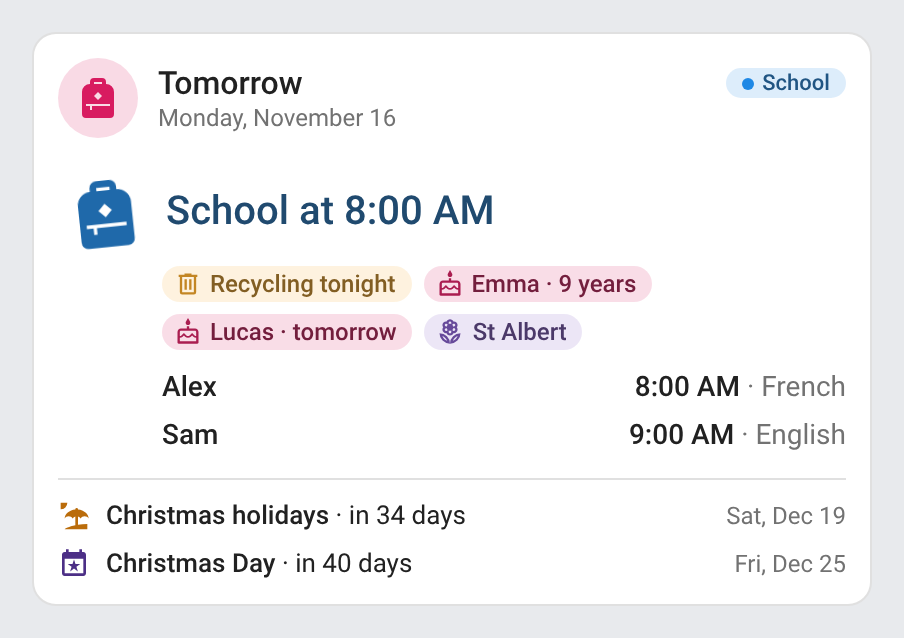 Tomorrow
School
Monday, November 16
School at 8:00 AM
Recycling tonight
Emma · 9 years
Lucas · tomorrow
St Albert
Alex 8:00 AM · French
Sam 9:00 AM · English
Christmas holidays · in 34 days Sat, Dec 19
Christmas Day · in 40 days Fri, Dec 25